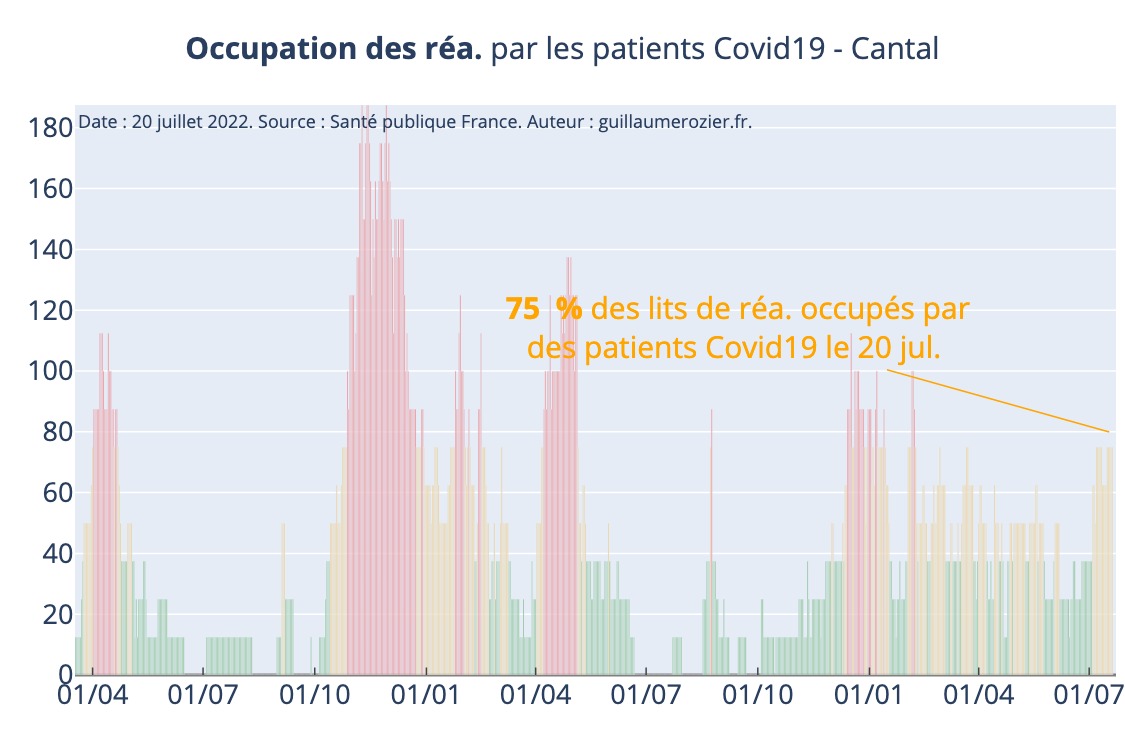 Occupation des réa. par les patients Covid19 - Cantal
180
Date : 20 juillet 2022. Source : Santé publique France. Auteur : guillaumerozier.fr.
160
140
120
75 % des lits de réa. occupés par
des patients Covid19 le 20 jul.
100
80
60
40
20
0
01/04 01/07 01/10 01/01 01/04 01/07 01/10 01/01 01/04 01/07